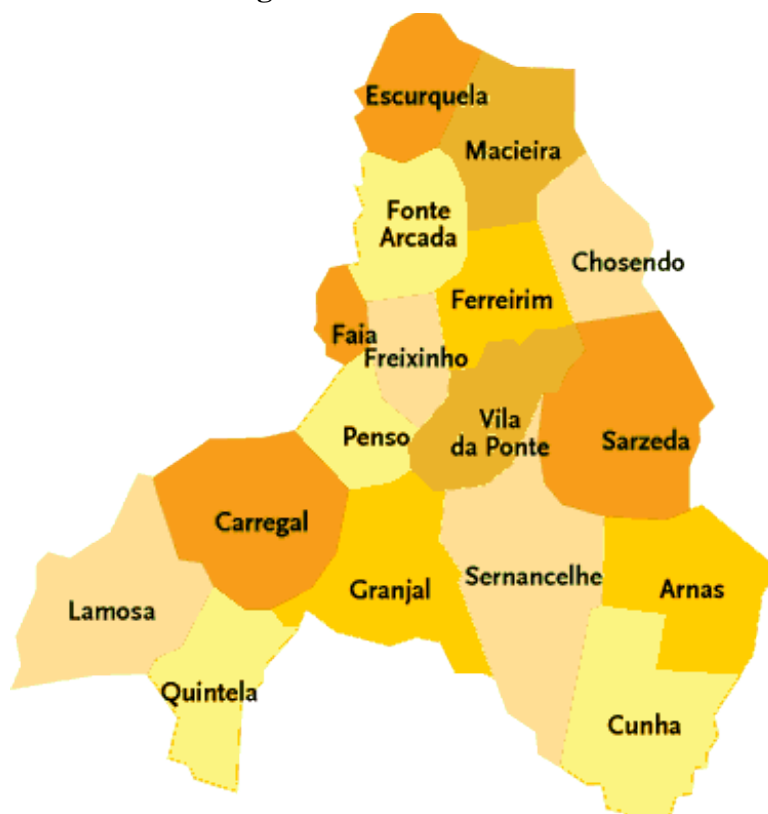 g
Escurquela
Macieira
Fonte
Arcada
Chosendo
Ferreirim
Faia
Freixinho
Vila
da Ponte
Penso
Sarzeda
Carregal
Sernancelhe
Granjal
Arnas
Lamosa
Quintela
Cunha